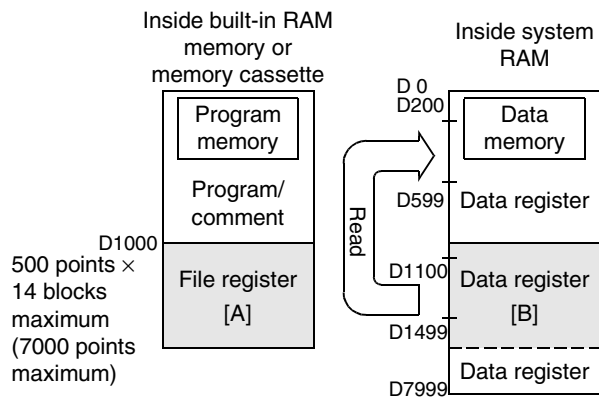 Inside built-in RAM
memory or
memory cassette
Program
memory
Program/
comment
D1000
500 points ×
14 blocks
maximum
(7000 points
maximum)
File register
[A]
Inside system
RAM
D 0
D200
Data
memory
D599
Data register
Read
D1100
Data register
[B]
D1499
Data register
D7999